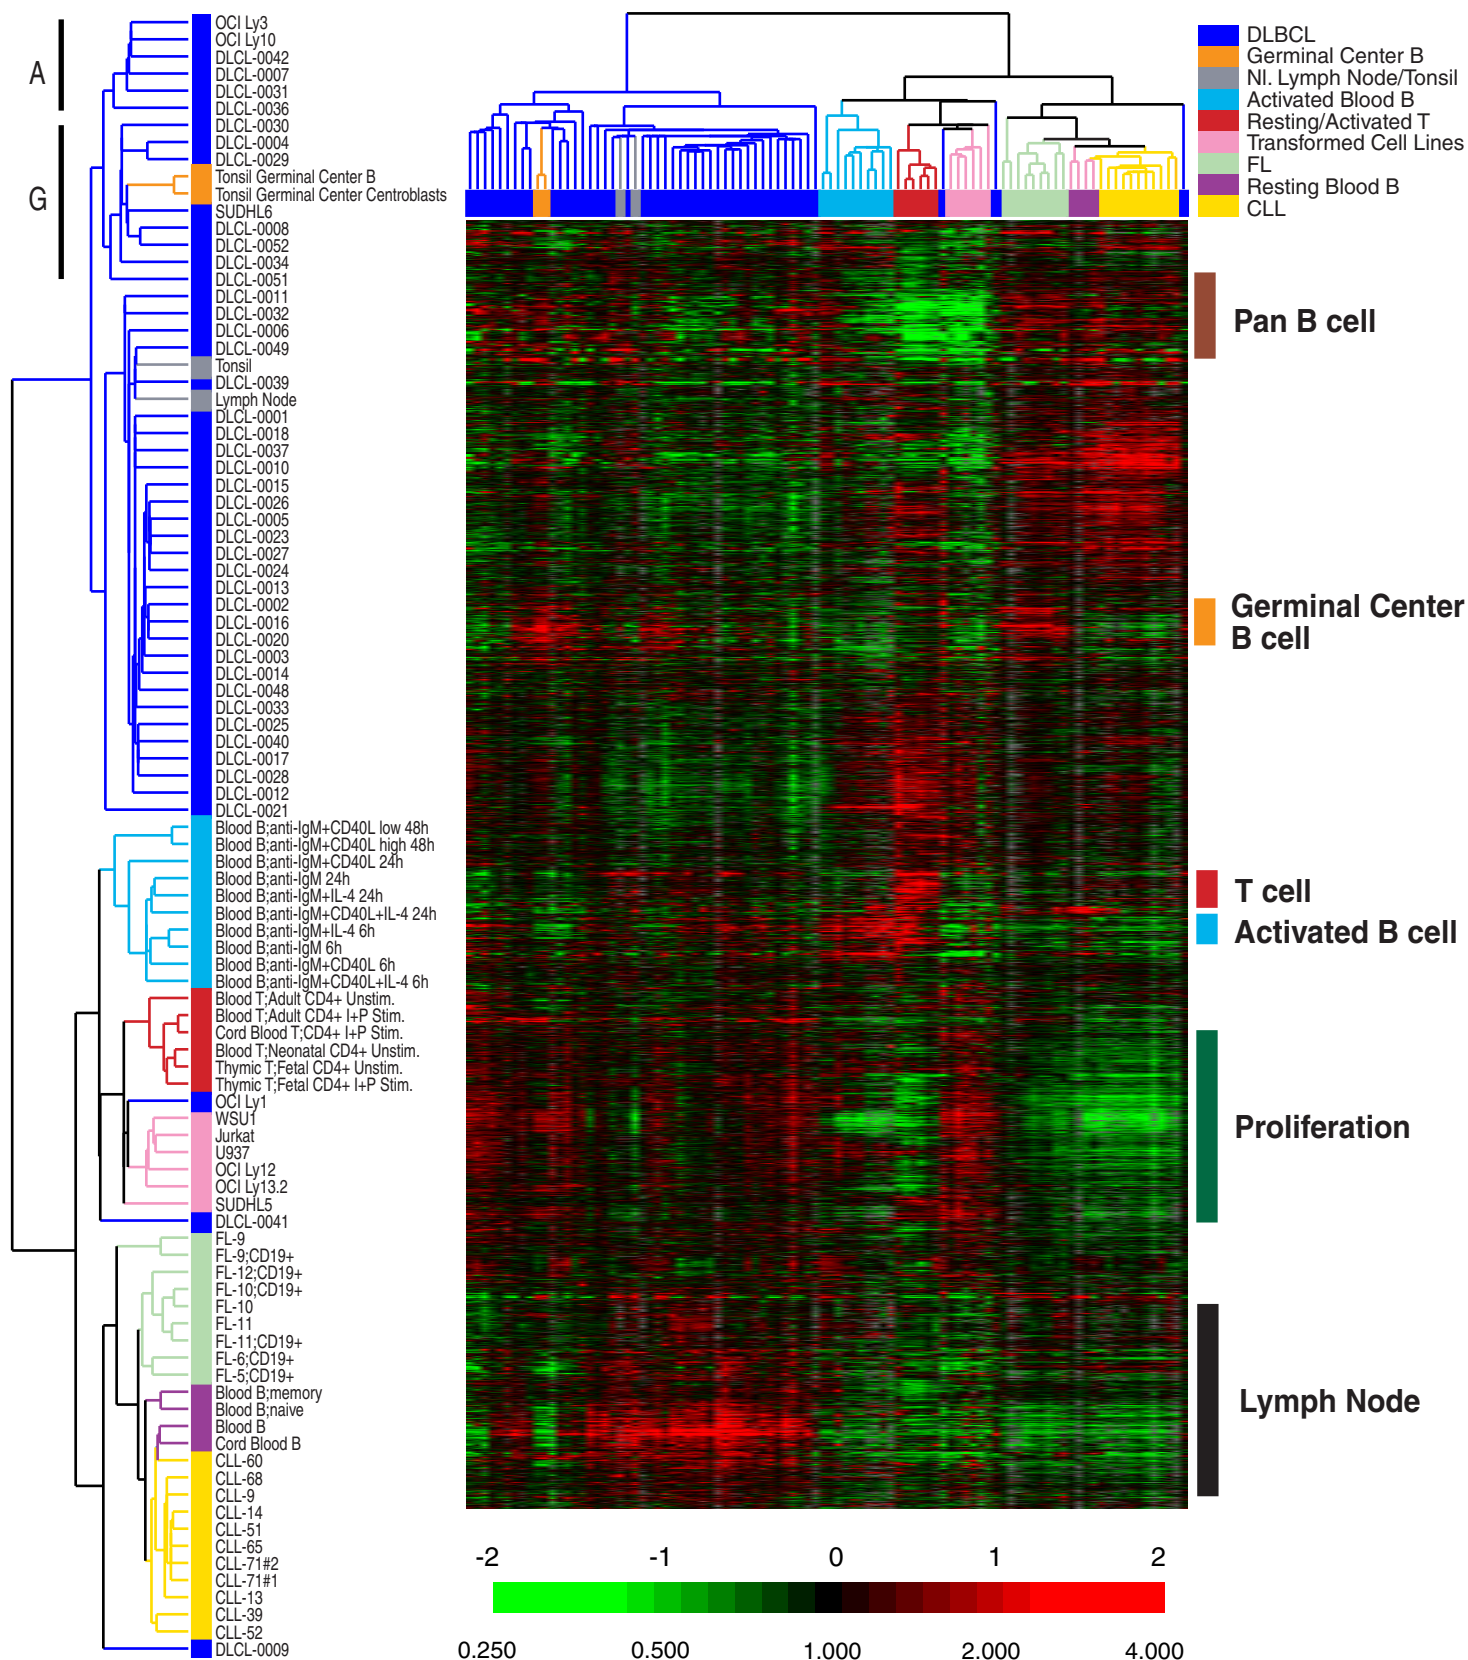 A
G
OCI Ly3
OCI Ly10
DLCL-0042
DLCL-0007
DLCL-0031
DLCL-0036
DLCL-0030
DLCL-0004
DLCL-0029
Tonsil Germinal Center B
Tonsil Germinal Center Centroblasts
SUDHL6
DLCL-0008
DLCL-0052
DLCL-0034
DLCL-0051
DLCL-0011
DLCL-0032
DLCL-0006
DLCL-0049
Tonsil
DLCL-0039
Lymph Node
DLCL-0001
DLCL-0018
DLCL-0037
DLCL-0010
DLCL-0015
DLCL-0026
DLCL-0005
DLCL-0023
DLCL-0027
DLCL-0024
DLCL-0013
DLCL-0002
DLCL-0016
DLCL-0020
DLCL-0003
DLCL-0014
DLCL-0048
DLCL-0033
DLCL-0025
DLCL-0040
DLCL-0017
DLCL-0028
DLCL-0012
DLCL-0021
Blood B;anti-IgM+CD40L low 48h
Blood B;anti-IgM+CD40L high 48h
Blood B;anti-IgM+CD40L 24h
Blood B;anti-IgM 24h
Blood B;anti-IgM+IL-4 24h
Blood B;anti-IgM+CD40L+IL-4 24h
Blood B;anti-IgM+IL-4 6h
Blood B;anti-IgM 6h
Blood B;anti-IgM+CD40L 6h
Blood B;anti-IgM+CD40L+IL-4 6h
Blood T;Adult CD4+ Unstim.
Blood T;Adult CD4+ I+P Stim.
Cord Blood T;CD4+ I+P Stim.
Blood T;Neonatal CD4+ Unstim.
Thymic T;Fetal CD4+ Unstim.
Thymic T;Fetal CD4+ I+P Stim.
OCI Ly1
WSU1
Jurkat
U937
OCI Ly12
OCI Ly13.2
SUDHL5
DLCL-0041
FL-9
FL-9;CD19+
FL-12;CD19+
FL-10;CD19+
FL-10
FL-11
FL-11;CD19+
FL-6;CD19+
FL-5;CD19+
Blood B;memory
Blood B;naive
Blood B
Cord Blood B
CLL-60
CLL-68
CLL-9
CLL-14
CLL-51
CLL-65
CLL-71#2
CLL-71#1
CLL-13
CLL-39
CLL-52
DLCL-0009
DLBCL
Germinal Center B
Nl. Lymph Node/Tonsil
Activated Blood B
Resting/Activated T
Transformed Cell Lines
FL
Resting Blood B
CLL
Pan B cell
Germinal Center
B cell
T cell
Activated B cell
Proliferation
Lymph Node
-2 -1 0 1 2
0.250 0.500 1.000 2.000 4.000